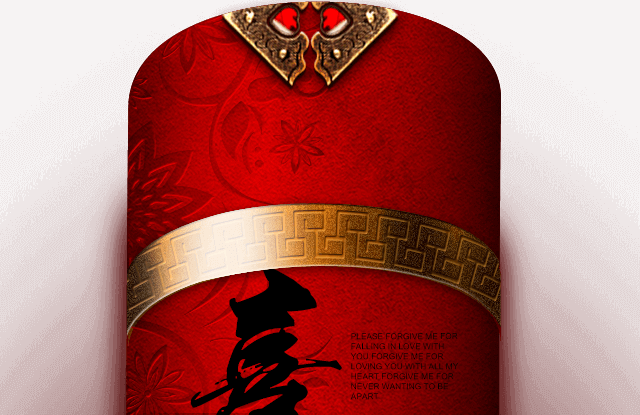 喜
PLEASE FORGIVE ME FOR
FALLING IN LOVE WITH
YOU FORGIVE ME FOR
LOVING YOU WITH ALL MY
HEART FORGIVE ME FOR
NEVER WANTING TO BE
APART